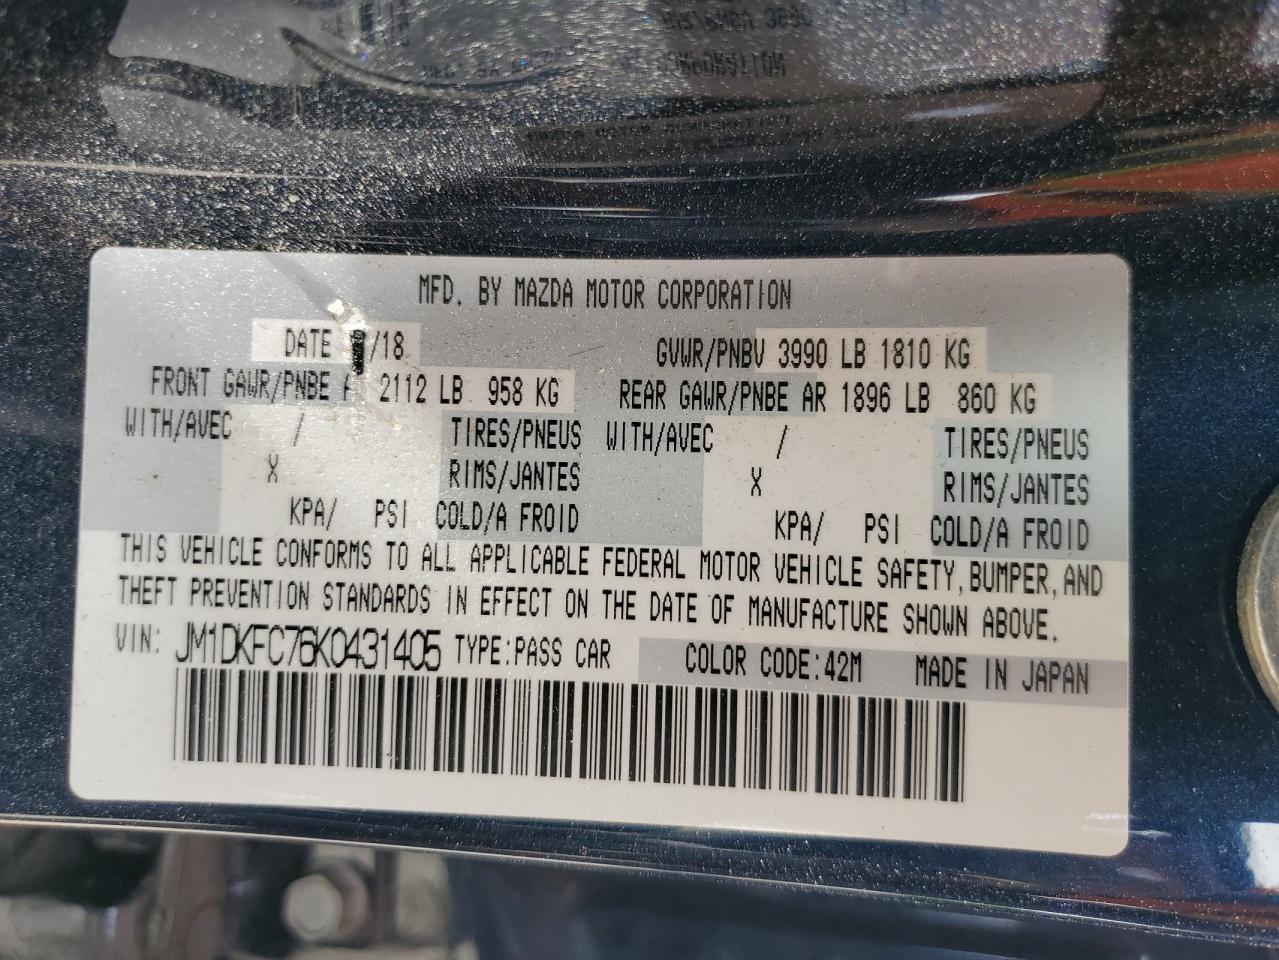 MFD. BY MAZDA MOTOR CORPORATION
DATE /18 GVWR/PNBV 3990 LB 1810 KG
FRONT GAWR/PNBE 2112 LB 958 KG REAR GAWR/PNBE AR 1896 LB 860 KG
WITH/AVEC / TIRES/PNEUS WITH/AVEC / TIRES/PNEUS
X RIMS/JANTES X RIMS/JANTES
KPA/ PSI COLD/A FROID KPA/ PSI COLD/A FROID
THIS VEHICLE CONFORMS TO ALL APPLICABLE FEDERAL MOTOR VEHICLE SAFETY, BUMPER, AND
THEFT PREVENTION STANDARDS IN EFFECT ON THE DATE OF MANUFACTURE SHOWN ABOVE.
VIN: JM1DKFC76K0431405 TYPE:PASS CAR COLOR CODE:42M MADE IN JAPAN